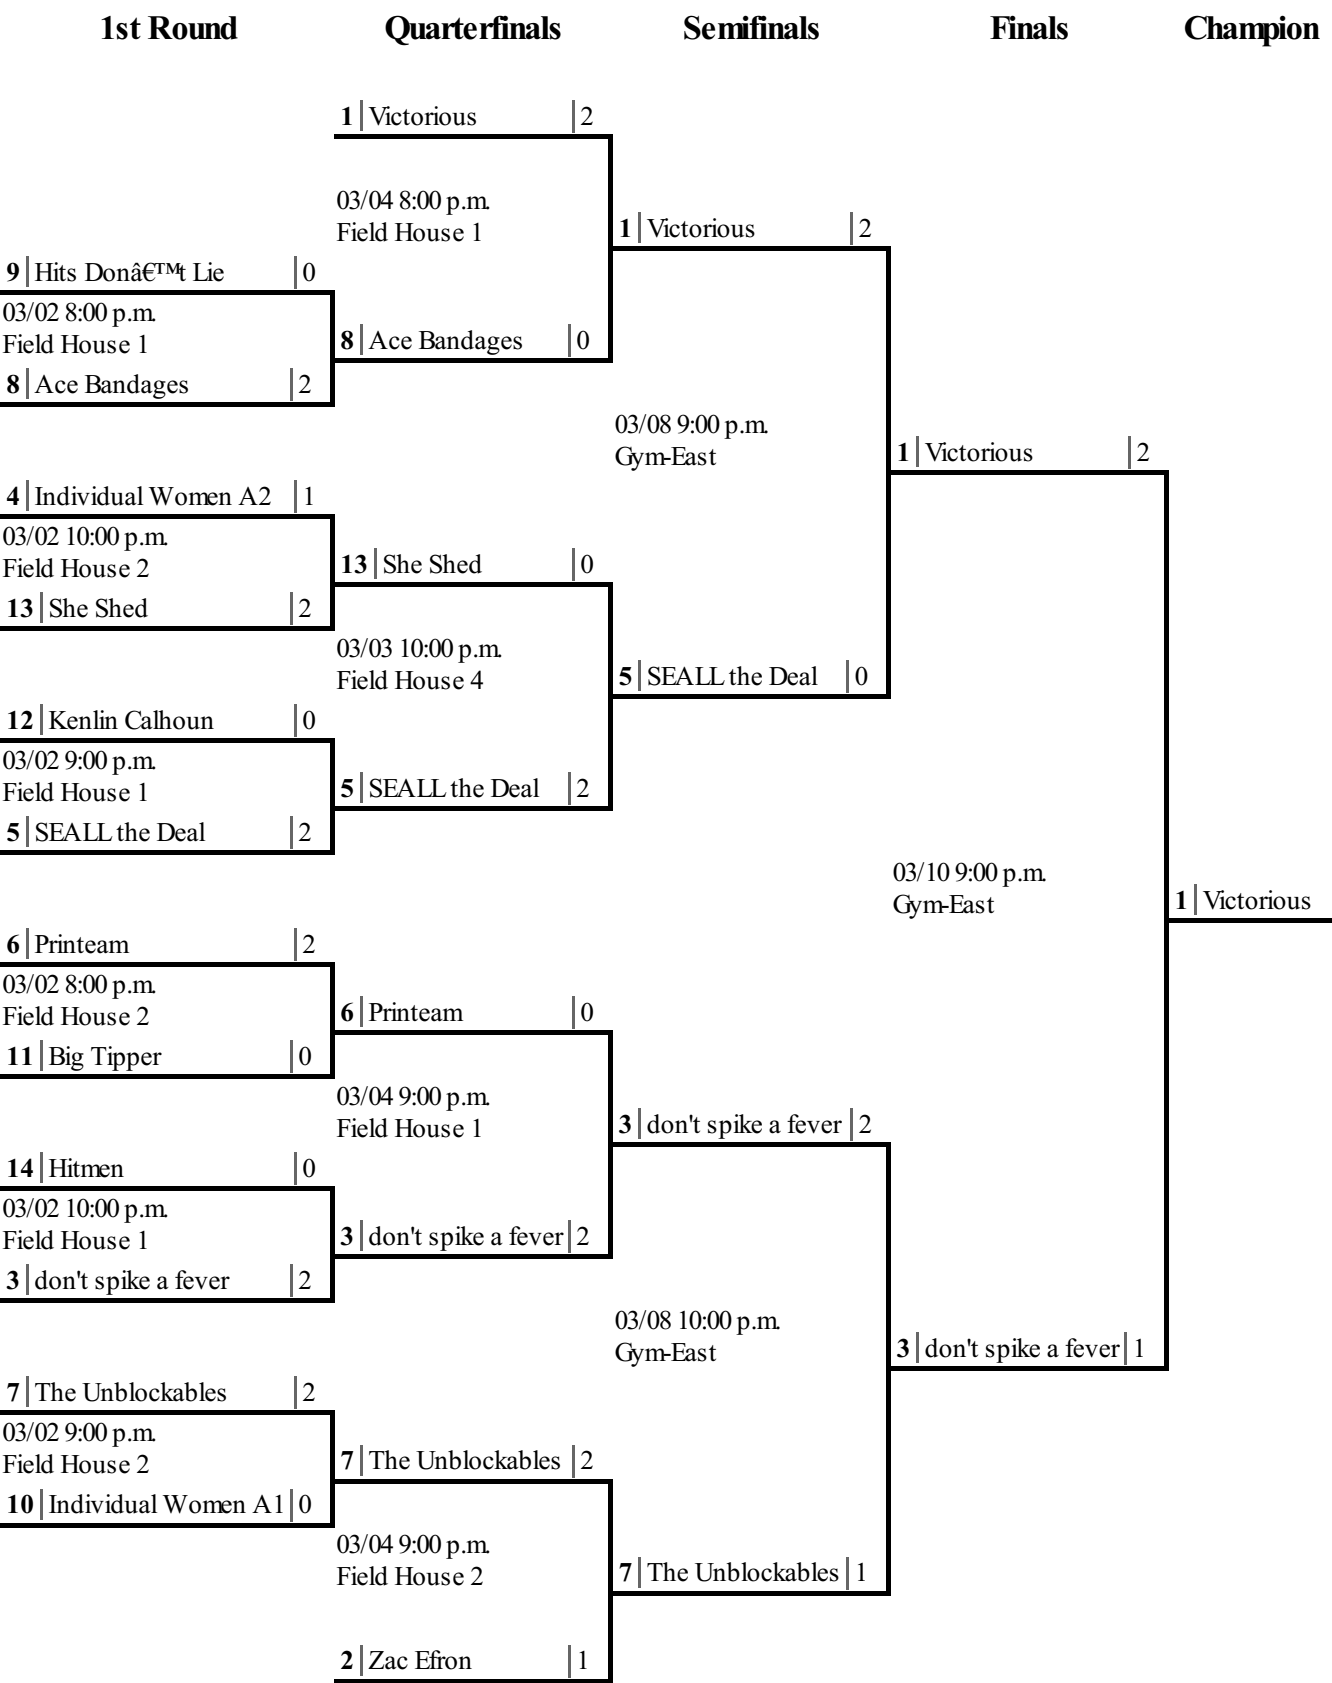 1st Round Quarterfinals Semifinals Finals Champion
1 Victorious 2
03/04 8:00 p.m.
Field House 1
1 Victorious 2
9 Hits Donâ€™t Lie 0
03/02 8:00 p.m.
Field House 1
8 Ace Bandages 0
8 Ace Bandages 2
03/08 9:00 p.m.
Gym-East
1 Victorious 2
4 Individual Women A2 1
03/02 10:00 p.m.
Field House 2
13 She Shed 0
13 She Shed 2
03/03 10:00 p.m.
Field House 4
5 SEALL the Deal 0
12 Kenlin Calhoun 0
03/02 9:00 p.m.
Field House 1
5 SEALL the Deal 2
5 SEALL the Deal 2
03/10 9:00 p.m.
Gym-East
1 Victorious
6 Printeam 2
03/02 8:00 p.m.
Field House 2
6 Printeam 0
11 Big Tipper 0
03/04 9:00 p.m.
Field House 1
3 don't spike a fever 2
14 Hitmen 0
03/02 10:00 p.m.
Field House 1
3 don't spike a fever 2
3 don't spike a fever 2
03/08 10:00 p.m.
Gym-East
3 don't spike a fever 1
7 The Unblockables 2
03/02 9:00 p.m.
Field House 2
7 The Unblockables 2
10 Individual Women A1 0
03/04 9:00 p.m.
Field House 2
7 The Unblockables 1
2 Zac Efron 1